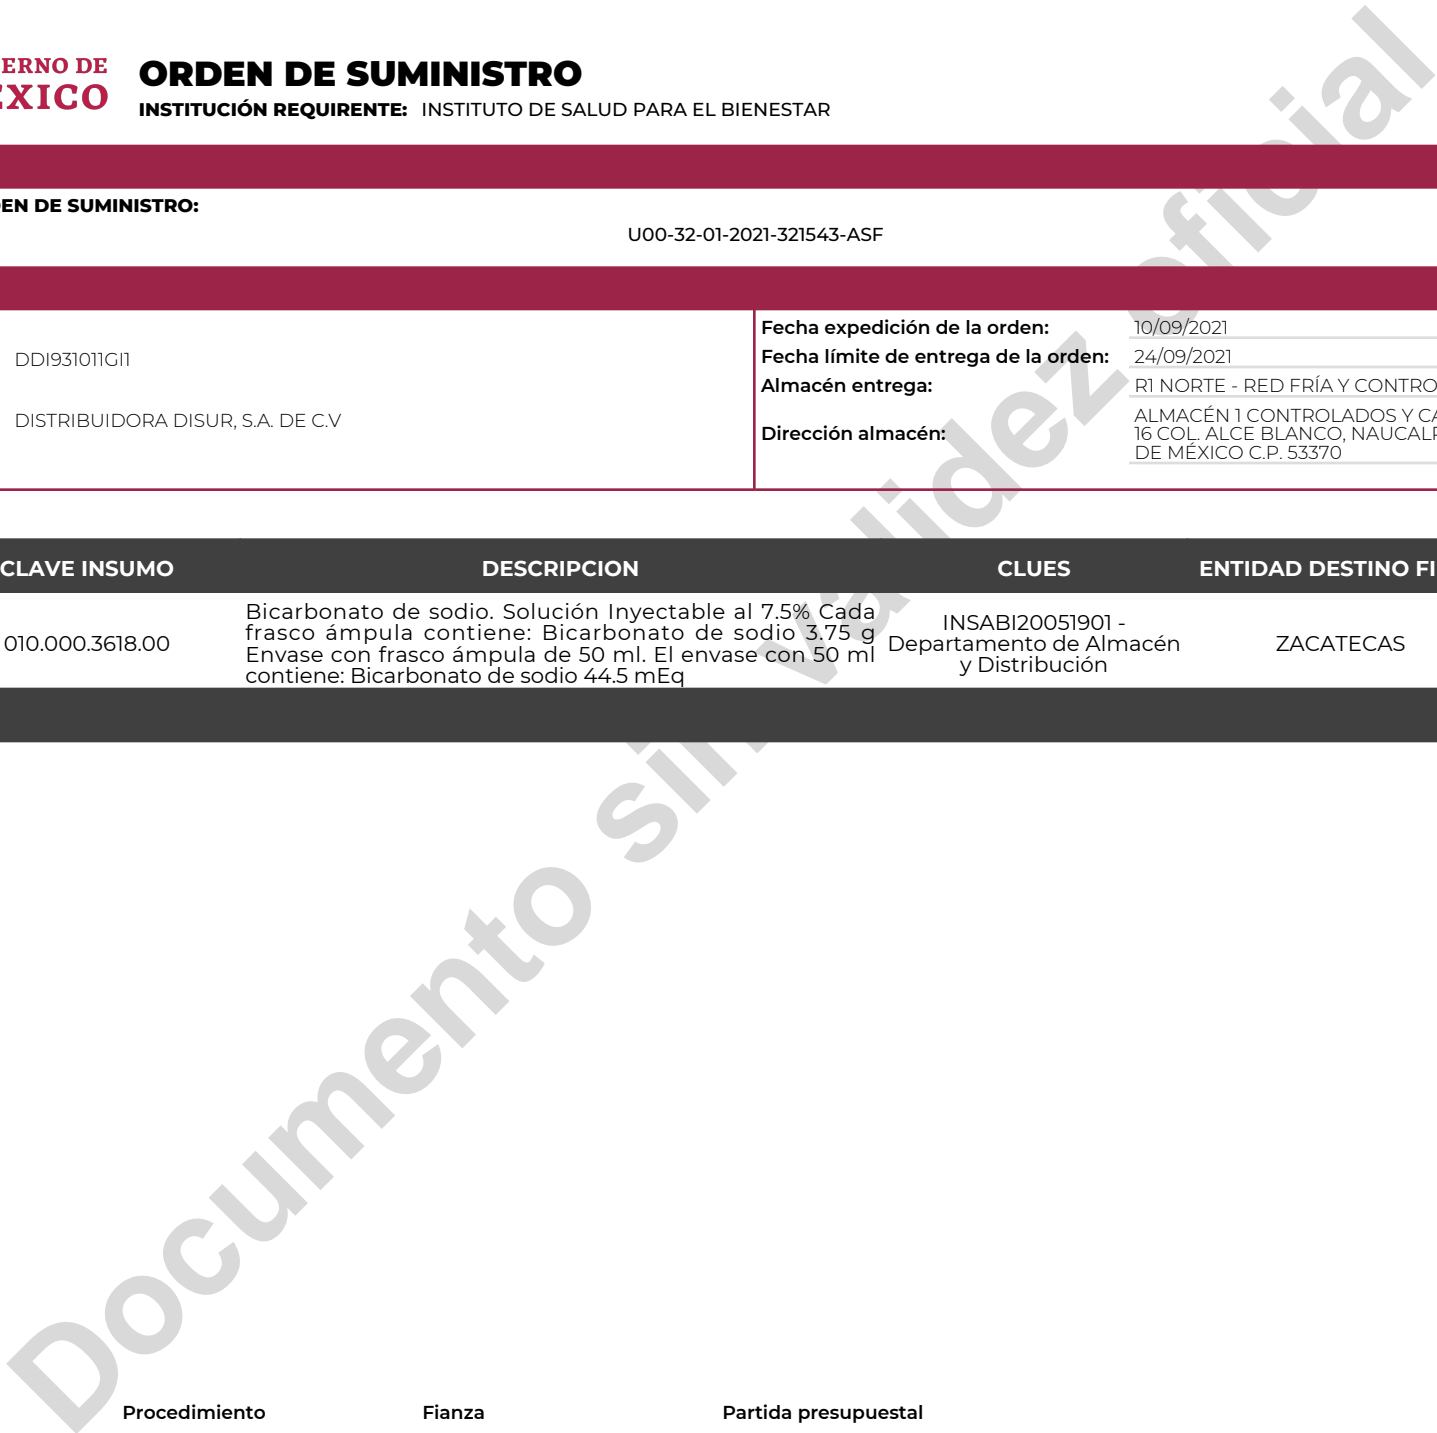 ERNO DE
ÉXICO
ORDEN DE SUMINISTRO
INSTITUCIÓN REQUIRENTE: INSTITUTO DE SALUD PARA EL BIENESTAR
EN DE SUMINISTRO:
U00-32-01-2021-321543-ASF
DDI931011GI1
DISTRIBUIDORA DISUR, S.A. DE C.V
Fecha expedición de la orden: 10/09/2021
Fecha límite de entrega de la orden: 24/09/2021
Almacén entrega: R1 NORTE - RED FRÍA Y CONTRO
Dirección almacén: ALMACÉN 1 CONTROLADOS Y CA
16 COL. ALCE BLANCO, NAUCALP
DE MÉXICO C.P. 53370
CLAVE INSUMO DESCRIPCION CLUES ENTIDAD DESTINO FI
010.000.3618.00
Bicarbonato de sodio. Solución Inyectable al 7.5% Cada
frasco ámpula contiene: Bicarbonato de sodio 3.75 g
Envase con frasco ámpula de 50 ml. El envase con 50 ml
contiene: Bicarbonato de sodio 44.5 mEq
INSABI20051901 -
Departamento de Almacén
y Distribución
ZACATECAS
Documento sin validez oficial
Procedimiento Fianza Partida presupuestal